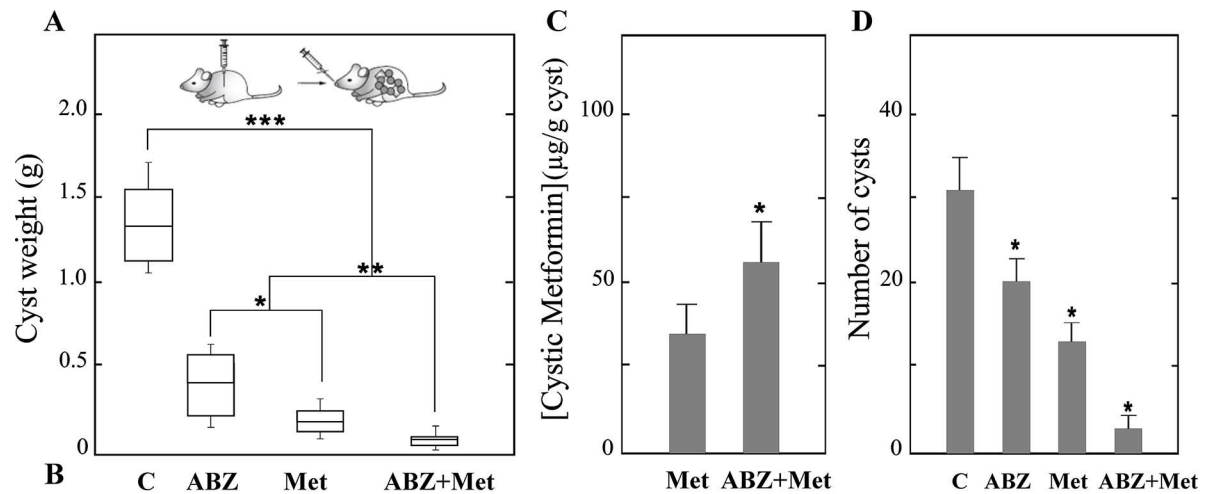 A
Cyst weight (g)
2.0
1.5
1.0
0.5
0
***
**
*
C ABZ Met ABZ+Met
B
C
[Cystic Metformin](µg/g cyst)
100
50
0
*
Met ABZ+Met
D
Number of cysts
40
20
0
*
*
*
C ABZ Met ABZ+Met